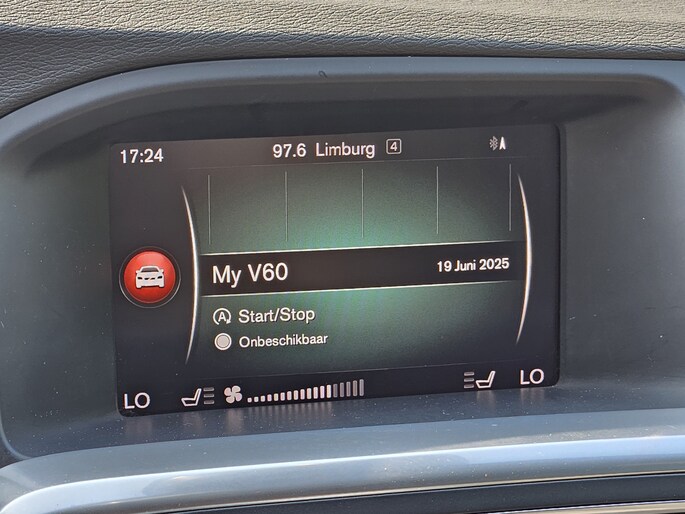 17:24 97.6 Limburg 4
My V60 19 Juni 2025
Start/Stop
Onbeschikbaar
LO LO